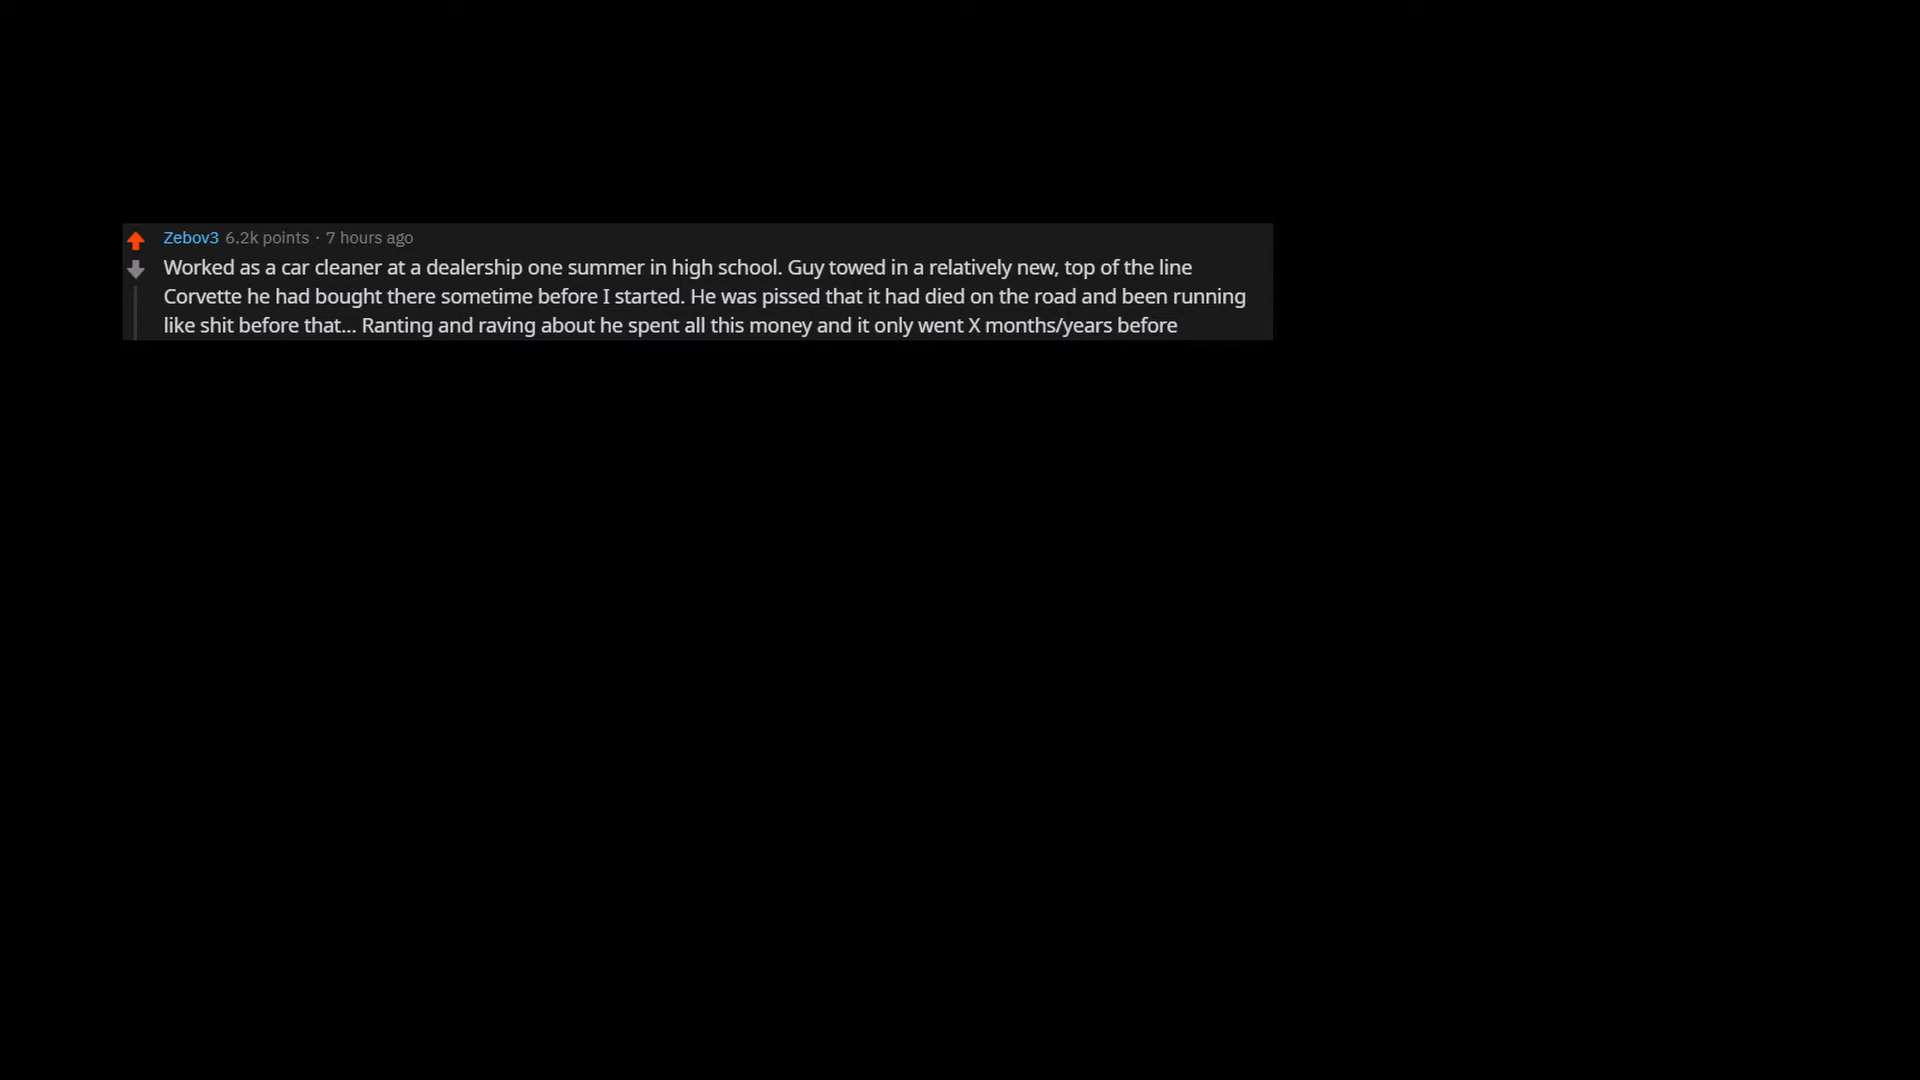 Zebov3 6.2k points · 7 hours ago
Worked as a car cleaner at a dealership one summer in high school. Guy towed in a relatively new, top of the line
Corvette he had bought there sometime before I started. He was pissed that it had died on the road and been running
like shit before that... Ranting and raving about he spent all this money and it only went X months/years before